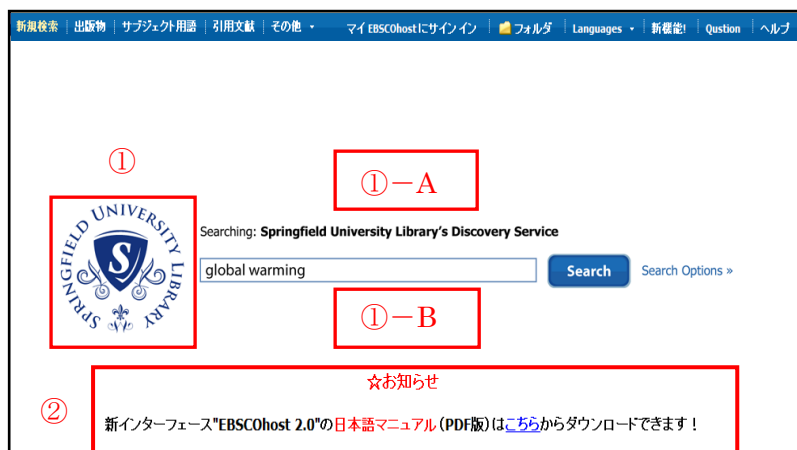 新規検索 | 出版物 | サブジェクト用語 | 引用文献 | その他 マイ EBSCOhostにサインイン フォルダ Languages 新機能! Qustion ヘルプ
①
①－A
SPRINGFIELD UNIVERSITY LIBRARY
S
Searching: Springfield University Library's Discovery Service
global warming Search Search Options »
①－B
☆お知らせ
②
新インターフェース"EBSCOhost 2.0"の日本語マニュアル(PDF版)はこちらからダウンロードできます！